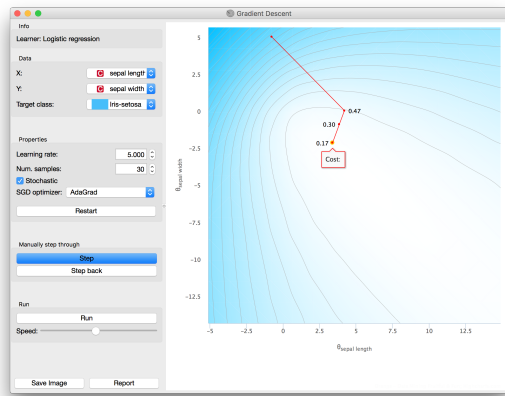 Gradient Descent
Info
Learner: Logistic regression
Data
X: C sepal length
Y: C sepal width
Target class: Iris-setosa
Properties
Learning rate: 5.000
Num. samples: 30
Stochastic
SGD optimizer: AdaGrad
Restart
Manually step through
Step
Step back
Run
Run
Speed:
Save Image Report
5
2.5
0
-2.5
-5
-7.5
-10
-12.5
θsepal width
0.47
0.30
0.17
Cost:
-5 -2.5 0 2.5 5 7.5 10 12.5
θsepal length